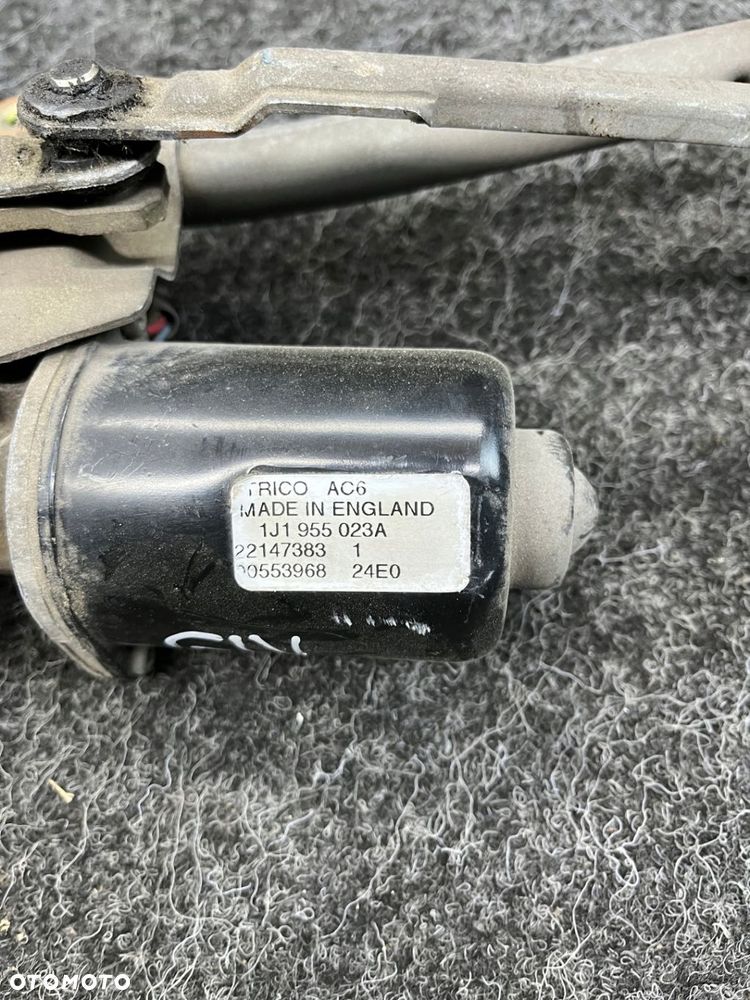 TRICO AC6
MADE IN ENGLAND
1J1 955 023A
22147383 1
00553968 24E0
OTOMOTO